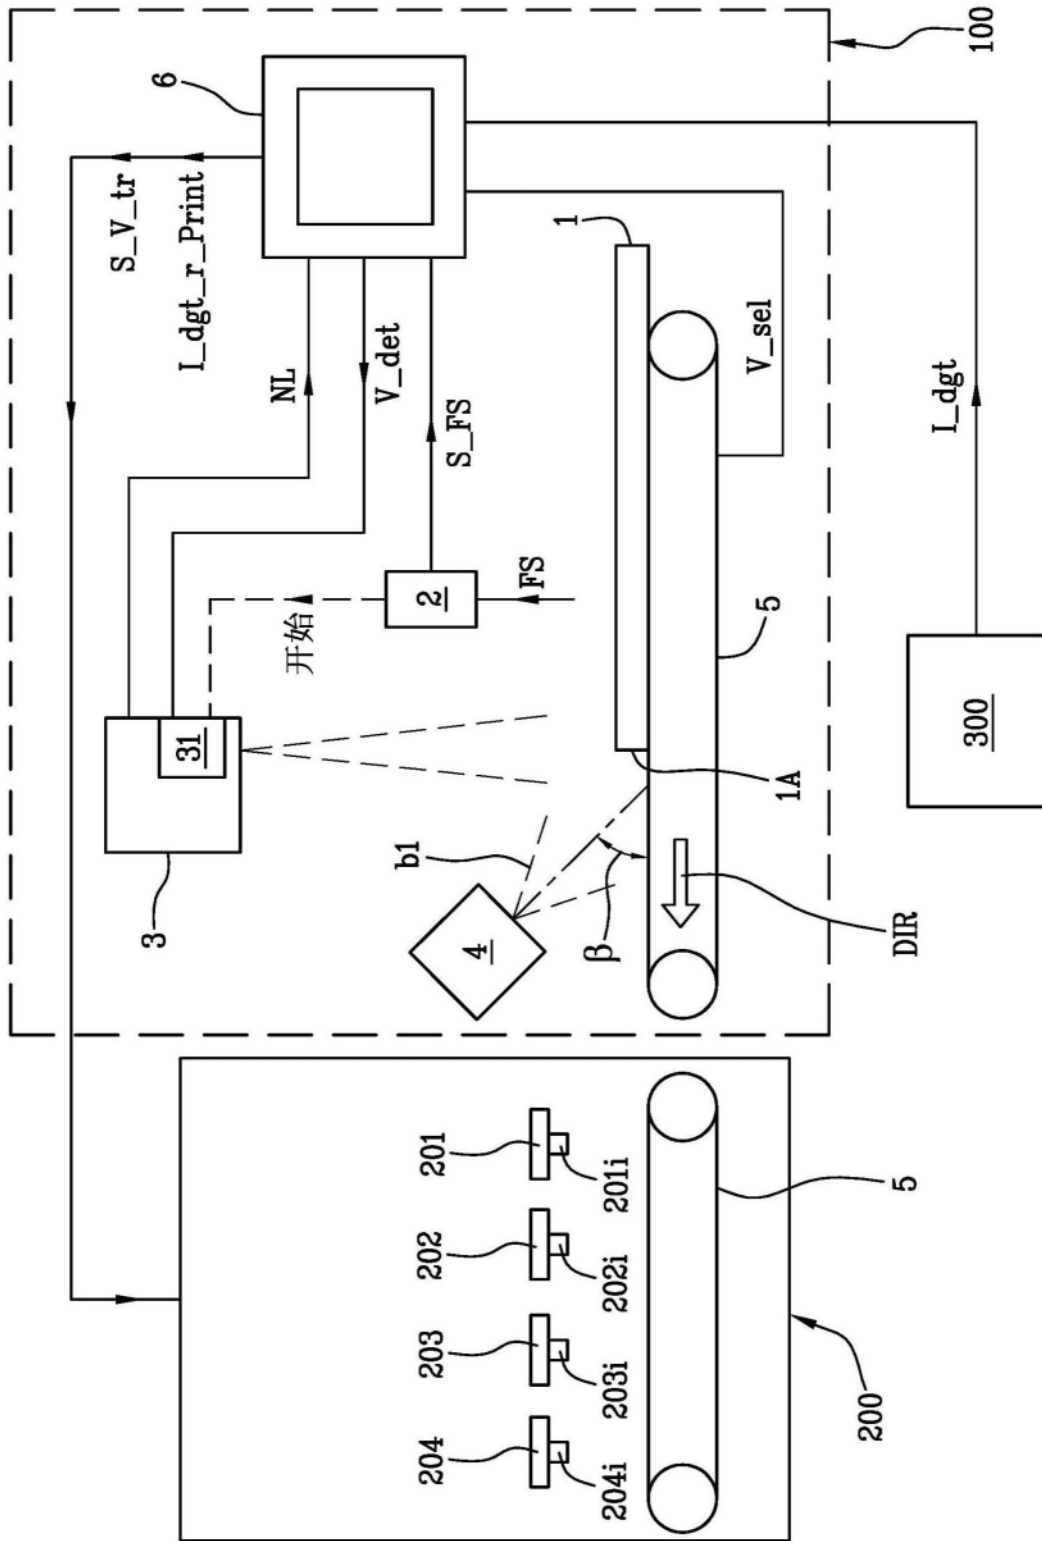 100
6
S_V_tr
I_dgt_r_Print
NL
V_det
S_FS
1
V_sel
I_dgt
开始
2
FS
5
31
3
1A
300
b1
4
β
DIR
201
201i
202
202i
203
203i
204
204i
5
200